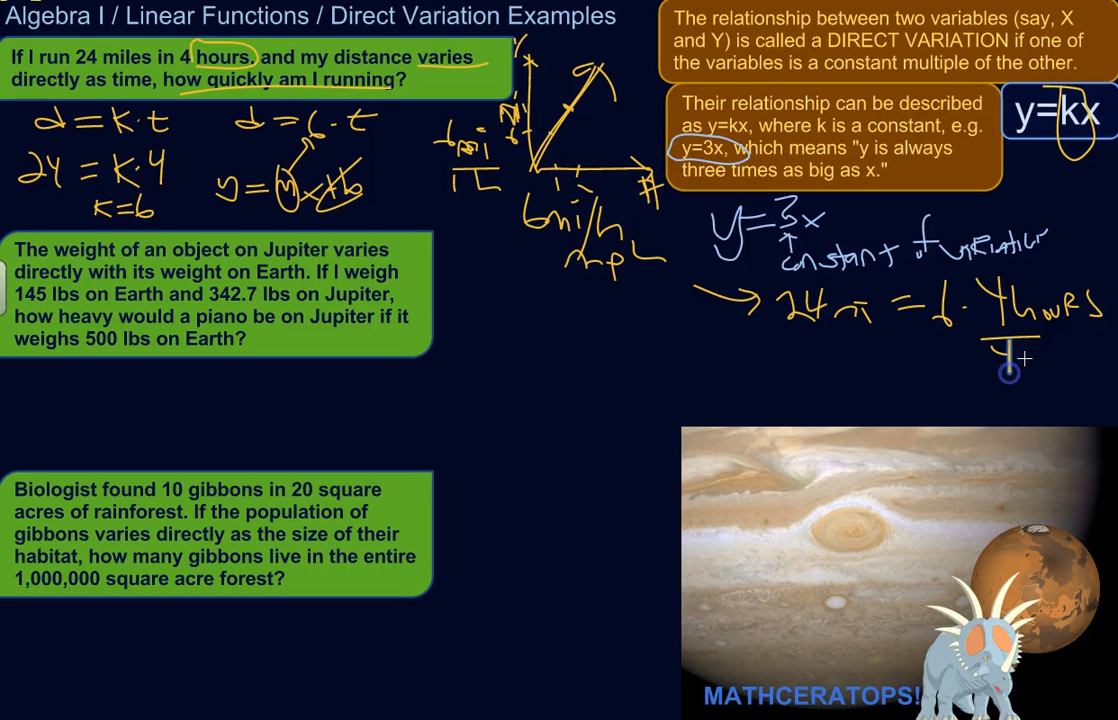 Algebra I / Linear Functions / Direct Variation Examples
If I run 24 miles in 4 hours, and my distance varies
directly as time, how quickly am I running?
The relationship between two variables (say, X
and Y) is called a DIRECT VARIATION if one of
the variables is a constant multiple of the other.
Their relationship can be described
as y=kx, where k is a constant, e.g.
y=3x, which means "y is always
three times as big as x."
y=kx
d = k·t
24 = k·4
k=6
d = 6·t
y = mx+b
6mi
6mi/h
mph
y=3x
constant of variation
24 mi = 6 · 4 hours
4
The weight of an object on Jupiter varies
directly with its weight on Earth. If I weigh
145 lbs on Earth and 342.7 lbs on Jupiter,
how heavy would a piano be on Jupiter if it
weighs 500 lbs on Earth?
Biologist found 10 gibbons in 20 square
acres of rainforest. If the population of
gibbons varies directly as the size of their
habitat, how many gibbons live in the entire
1,000,000 square acre forest?
MATHCERATOPS!